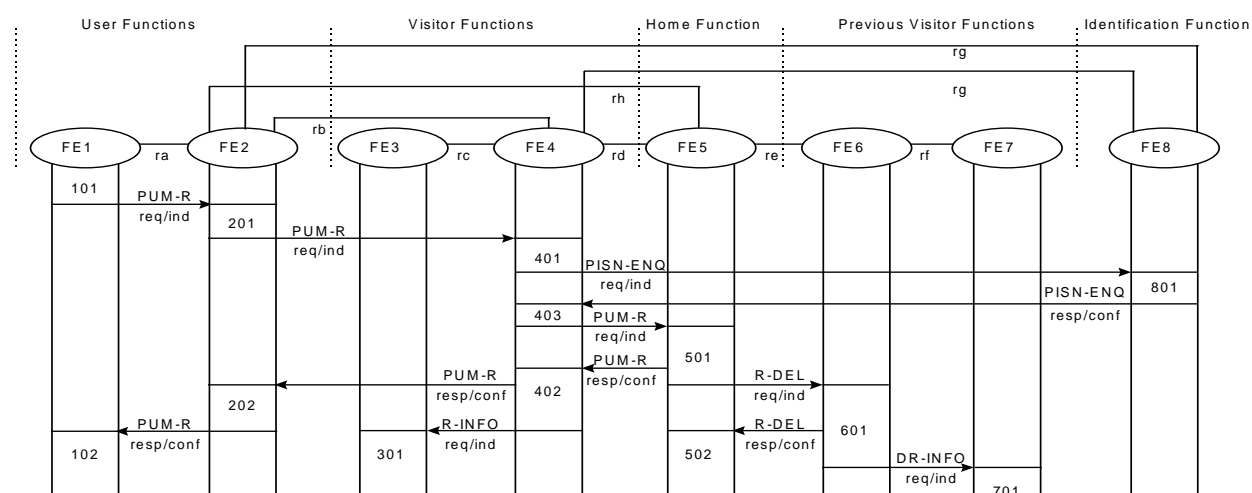 User Functions Visitor Functions Home Function Previous Visitor Functions Identification Function
rg
rg
rh
rb
FE1 ra FE2 FE3 rc FE4 rd FE5 re FE6 rf FE7 FE8
101
PUM-R
req/ind
201
PUM-R
req/ind
401
PISN-ENQ
req/ind
801
PISN-ENQ
resp/conf
403
PUM-R
req/ind
501
PUM-R
resp/conf
PUM-R
resp/conf
402
R-DEL
req/ind
202
PUM-R
resp/conf
R-INFO
req/ind
R-DEL
resp/conf
601
102
301
502
DR-INFO
req/ind
701